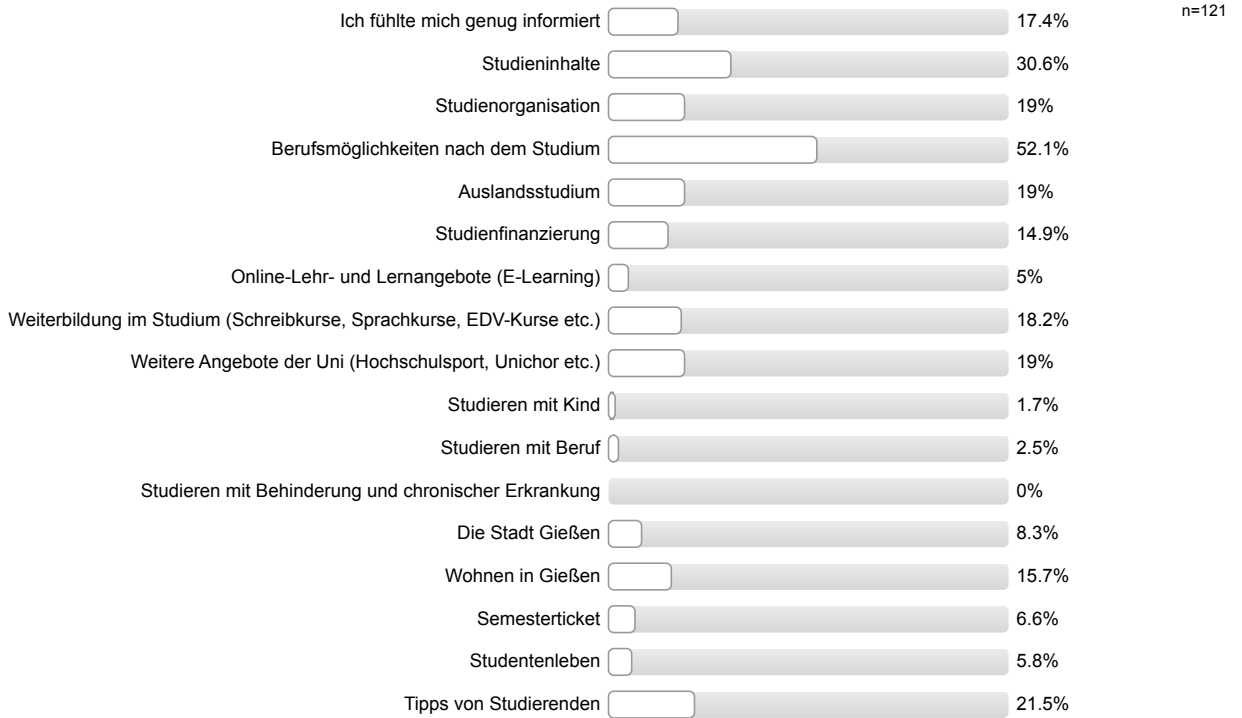 n=121
Ich fühlte mich genug informiert 17.4%
Studieninhalte 30.6%
Studienorganisation 19%
Berufsmöglichkeiten nach dem Studium 52.1%
Auslandsstudium 19%
Studienfinanzierung 14.9%
Online-Lehr- und Lernangebote (E-Learning) 5%
Weiterbildung im Studium (Schreibkurse, Sprachkurse, EDV-Kurse etc.) 18.2%
Weitere Angebote der Uni (Hochschulsport, Unichor etc.) 19%
Studieren mit Kind 1.7%
Studieren mit Beruf 2.5%
Studieren mit Behinderung und chronischer Erkrankung 0%
Die Stadt Gießen 8.3%
Wohnen in Gießen 15.7%
Semesterticket 6.6%
Studentenleben 5.8%
Tipps von Studierenden 21.5%